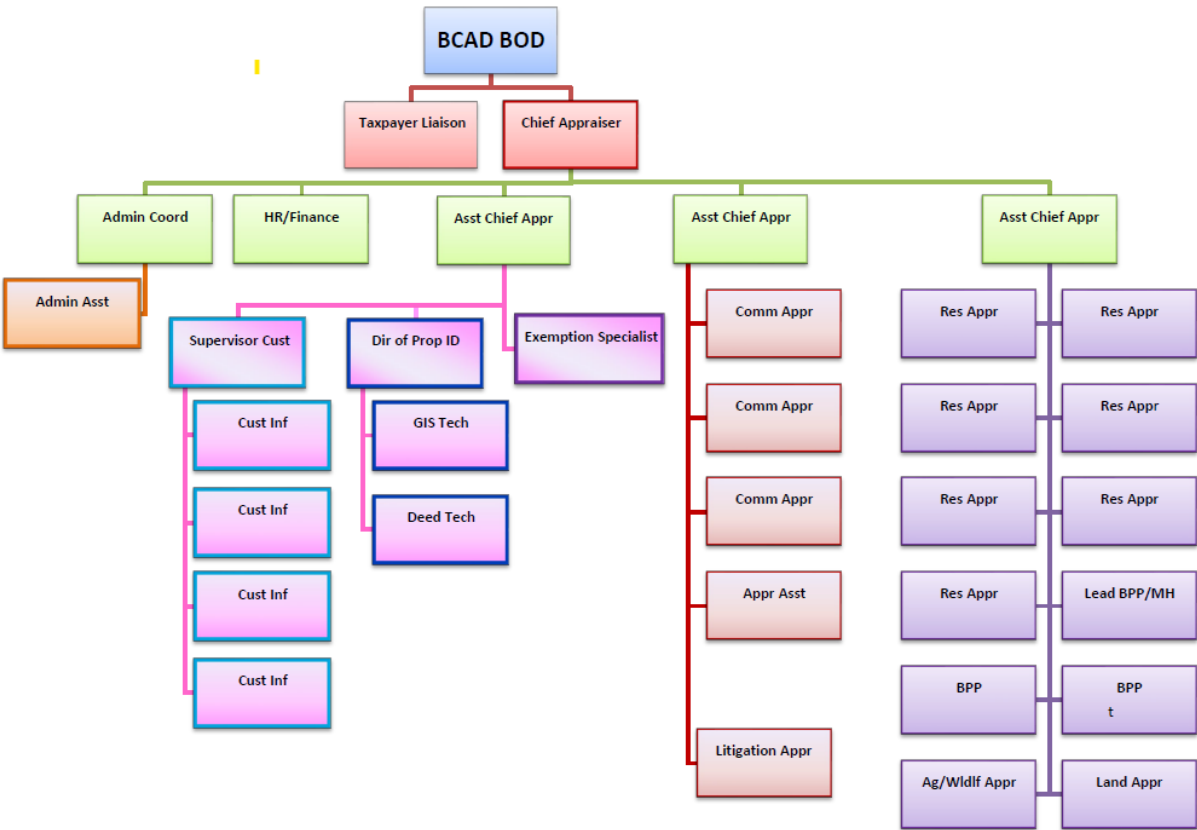 BCAD BOD
Taxpayer Liaison
Chief Appraiser
Admin Coord
HR/Finance
Asst Chief Appr
Asst Chief Appr
Asst Chief Appr
Admin Asst
Supervisor Cust
Dir of Prop ID
Exemption Specialist
Cust Inf
Cust Inf
Cust Inf
Cust Inf
GIS Tech
Deed Tech
Comm Appr
Comm Appr
Comm Appr
Appr Asst
Litigation Appr
Res Appr
Res Appr
Res Appr
Res Appr
Res Appr
Res Appr
Res Appr
Lead BPP/MH
BPP
BPP
t
Ag/Wldlf Appr
Land Appr